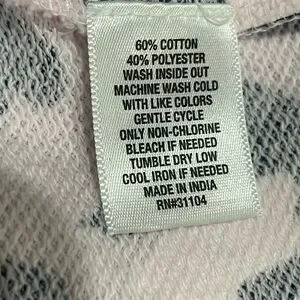 60% COTTON
40% POLYESTER
WASH INSIDE OUT
MACHINE WASH COLD
WITH LIKE COLORS
GENTLE CYCLE
ONLY NON-CHLORINE
BLEACH IF NEEDED
TUMBLE DRY LOW
COOL IRON IF NEEDED
MADE IN INDIA
RN#31104